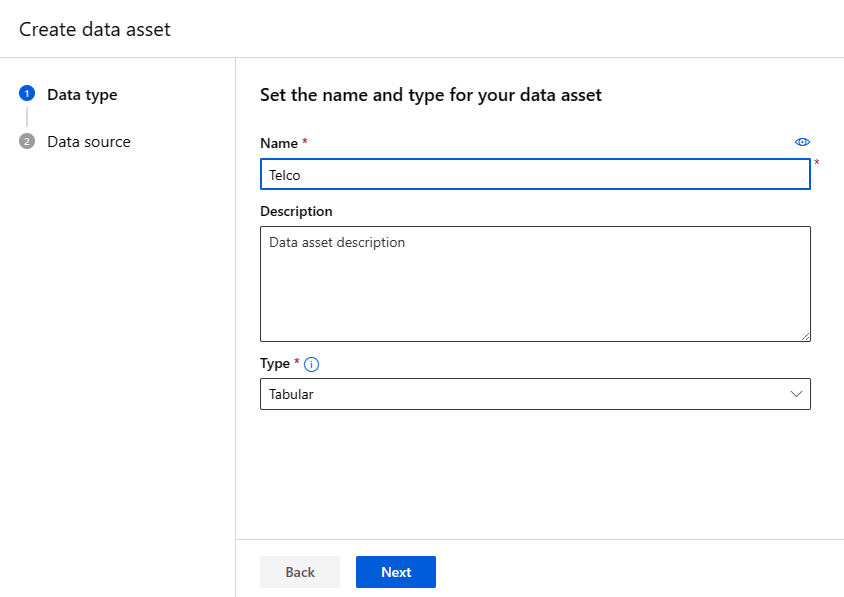 Create data asset
1 Data type
2 Data source
Set the name and type for your data asset
Name *
Telco
*
Description
Data asset description
Type * i
Tabular
Back
Next